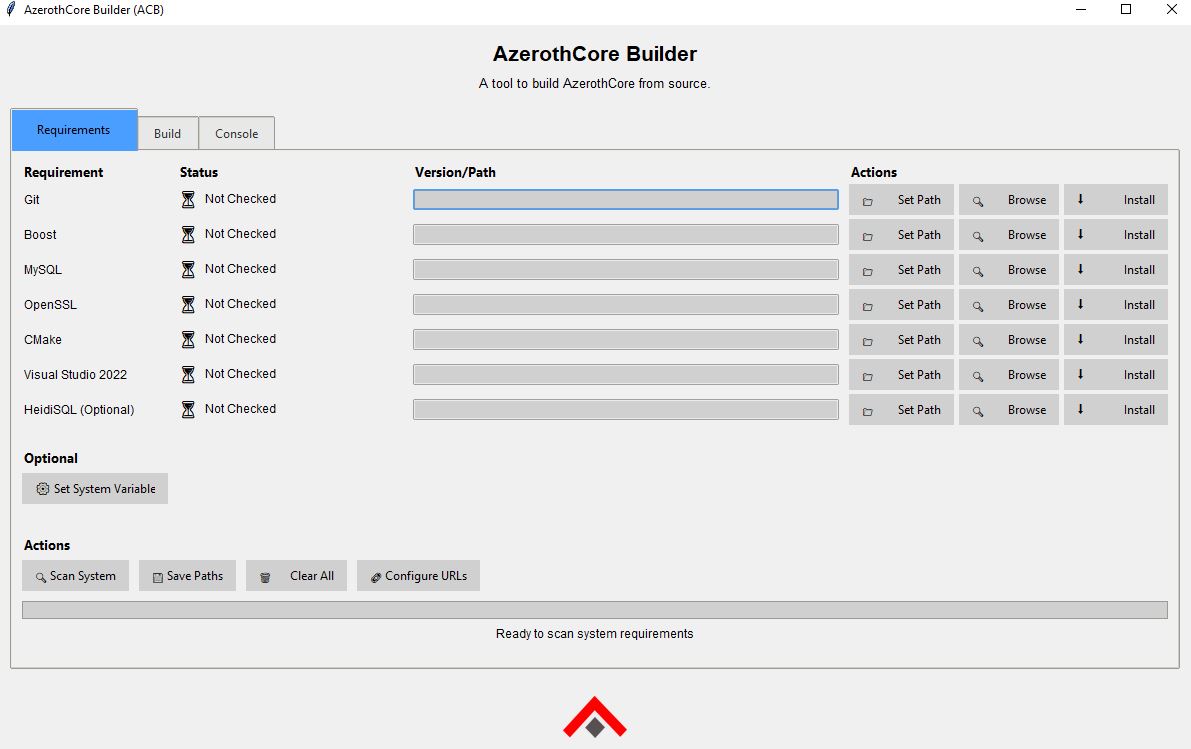 AzerothCore Builder (ACB)
AzerothCore Builder
A tool to build AzerothCore from source.
Requirements Build Console
Requirement Status Version/Path Actions
Git Not Checked Set Path Browse Install
Boost Not Checked Set Path Browse Install
MySQL Not Checked Set Path Browse Install
OpenSSL Not Checked Set Path Browse Install
CMake Not Checked Set Path Browse Install
Visual Studio 2022 Not Checked Set Path Browse Install
HeidiSQL (Optional) Not Checked Set Path Browse Install
Optional
Set System Variable
Actions
Scan System Save Paths Clear All Configure URLs
Ready to scan system requirements